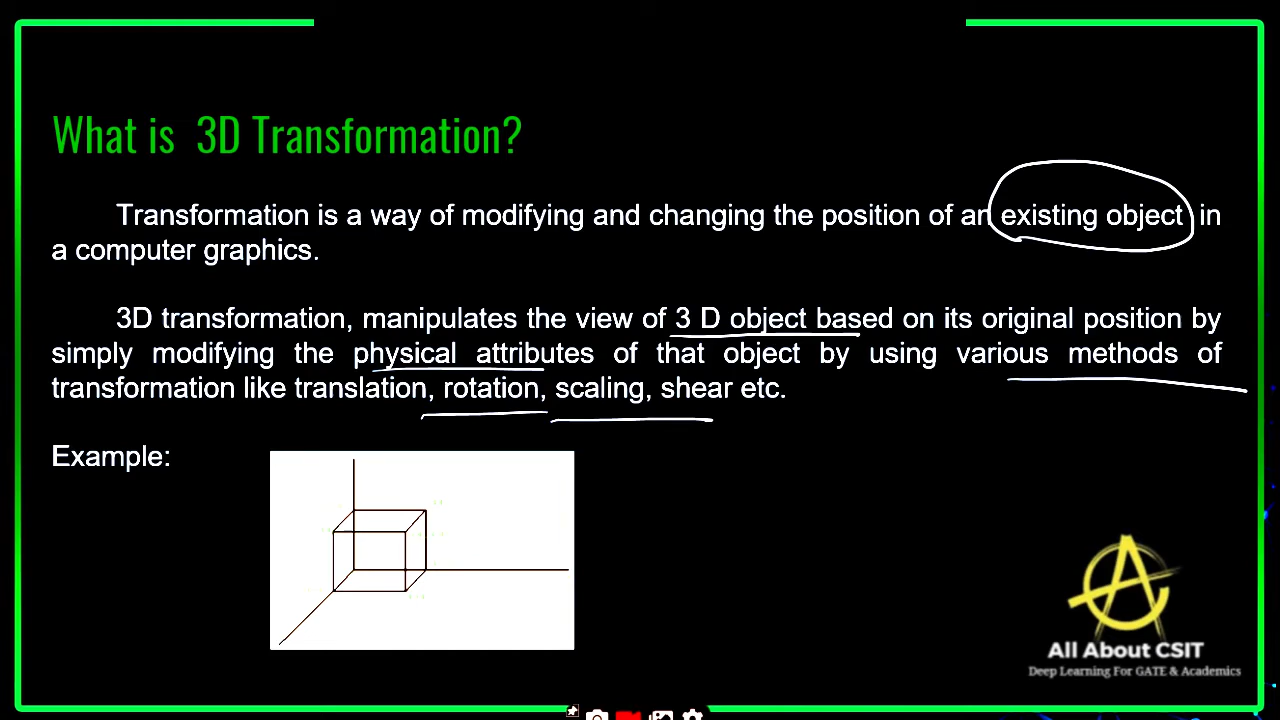 What is 3D Transformation?
Transformation is a way of modifying and changing the position of an existing object in
a computer graphics.
3D transformation, manipulates the view of 3 D object based on its original position by
simply modifying the physical attributes of that object by using various methods of
transformation like translation, rotation, scaling, shear etc.
Example:
All About CSIT
Deep Learning For GATE & Academics